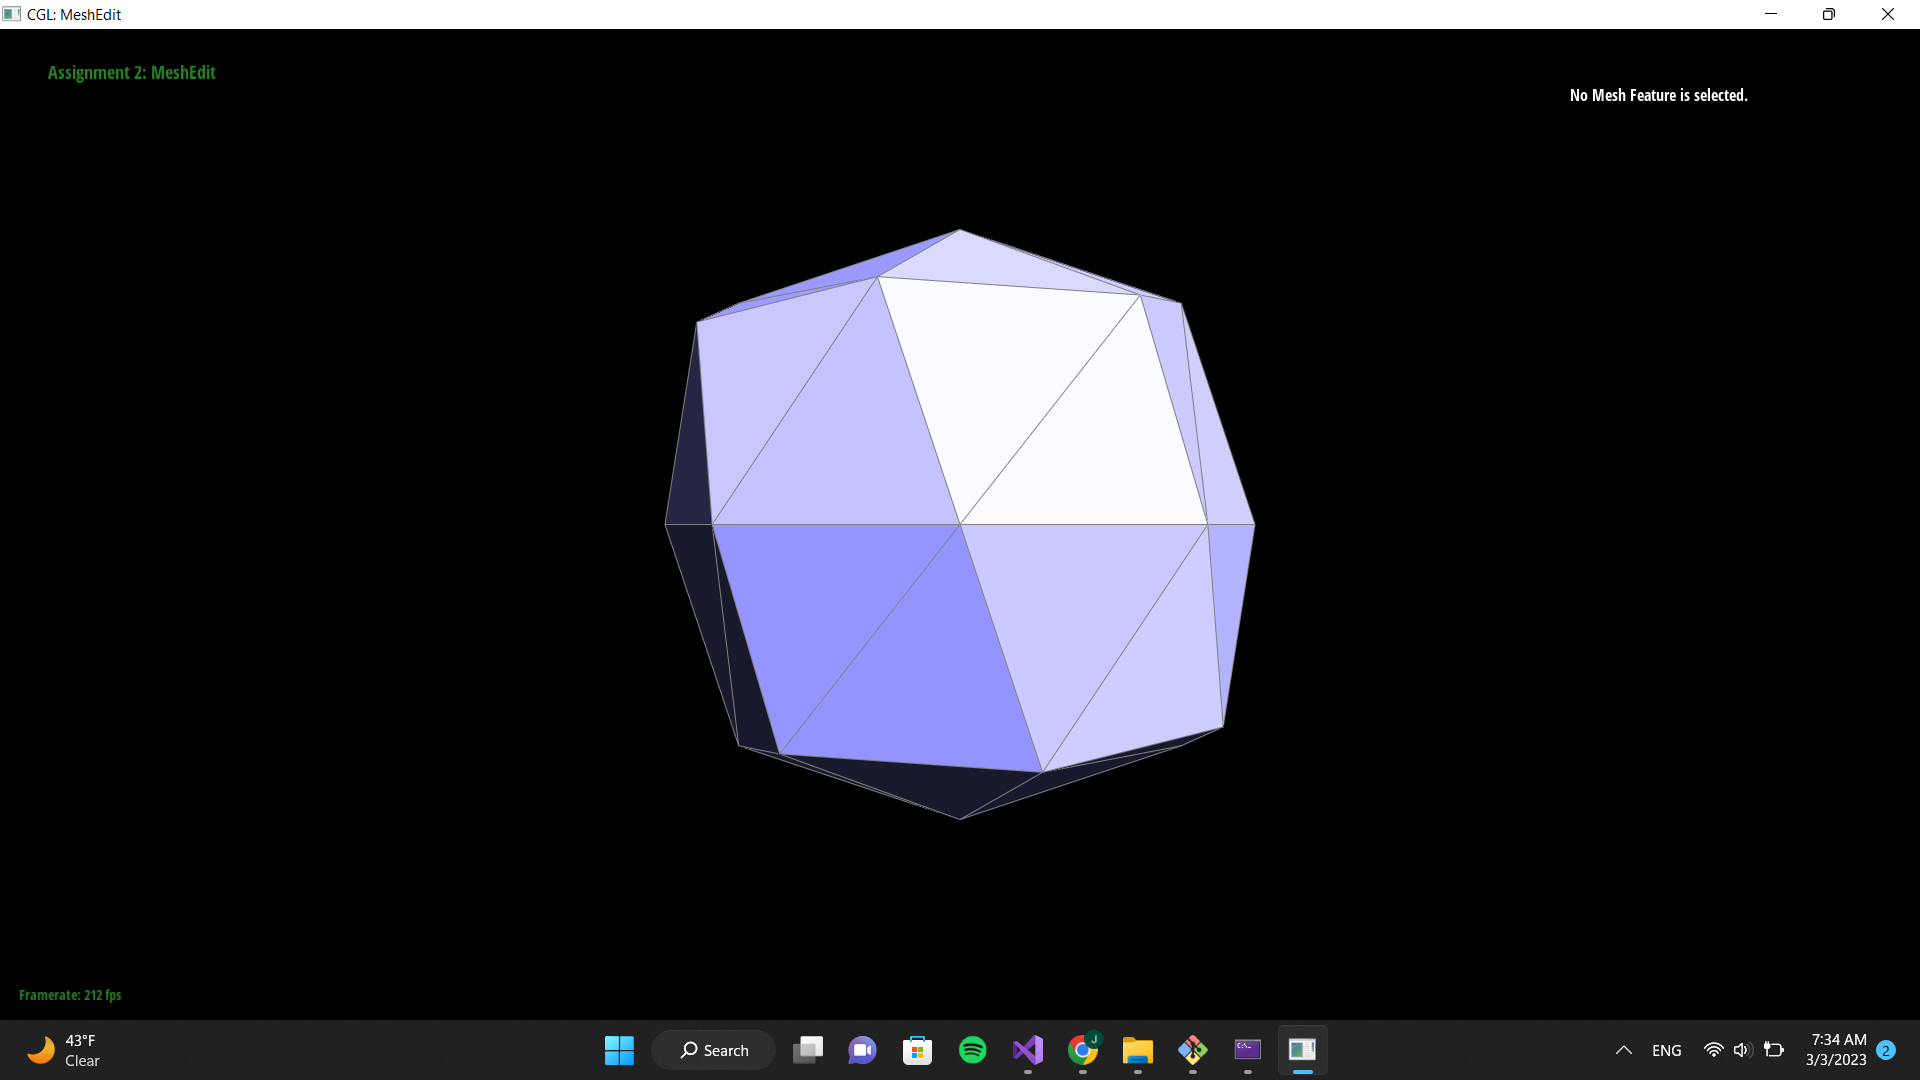 CGL: MeshEdit
Assignment 2: MeshEdit
No Mesh Feature is selected.
Framerate: 212 fps
43°F
Clear
Search
J
C:\_
ENG
7:34 AM
3/3/2023
2